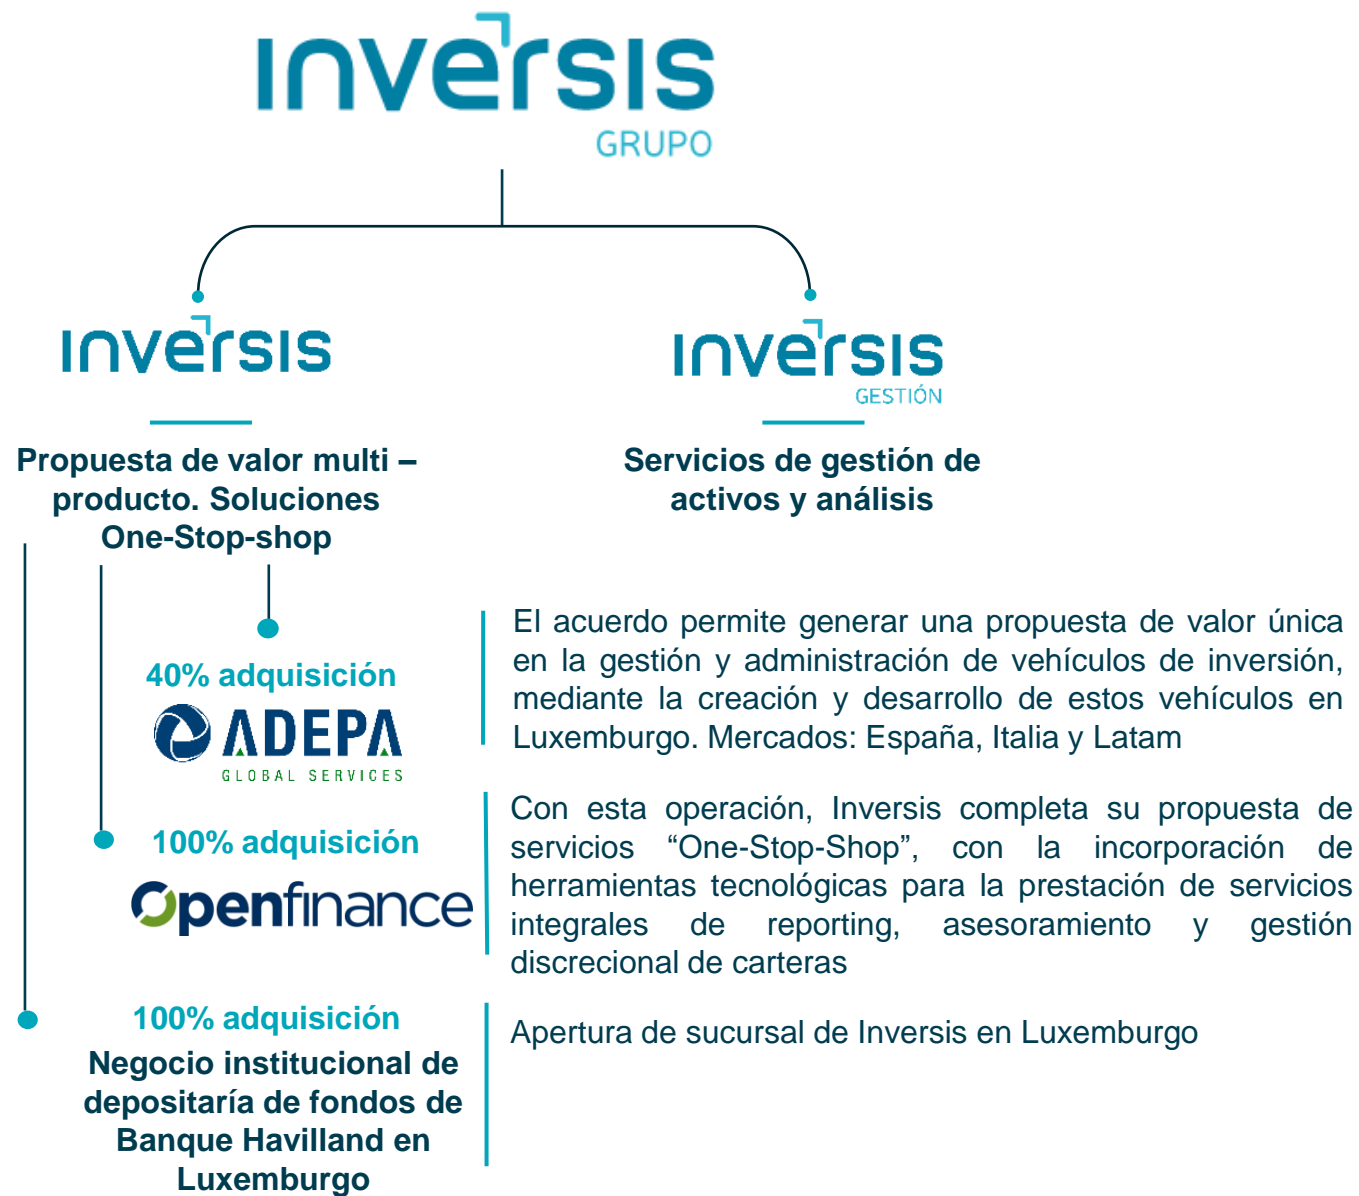 Inversis
GRUPO
Inversis
Inversis
GESTIÓN
Propuesta de valor multi –
producto. Soluciones
One-Stop-shop
Servicios de gestión de
activos y análisis
40% adquisición
ADEPA
GLOBAL SERVICES
El acuerdo permite generar una propuesta de valor única
en la gestión y administración de vehículos de inversión,
mediante la creación y desarrollo de estos vehículos en
Luxemburgo. Mercados: España, Italia y Latam
100% adquisición
Openfinance
Con esta operación, Inversis completa su propuesta de
servicios “One-Stop-Shop”, con la incorporación de
herramientas tecnológicas para la prestación de servicios
integrales de reporting, asesoramiento y gestión
discrecional de carteras
100% adquisición
Negocio institucional de
depositaría de fondos de
Banque Havilland en
Luxemburgo
Apertura de sucursal de Inversis en Luxemburgo